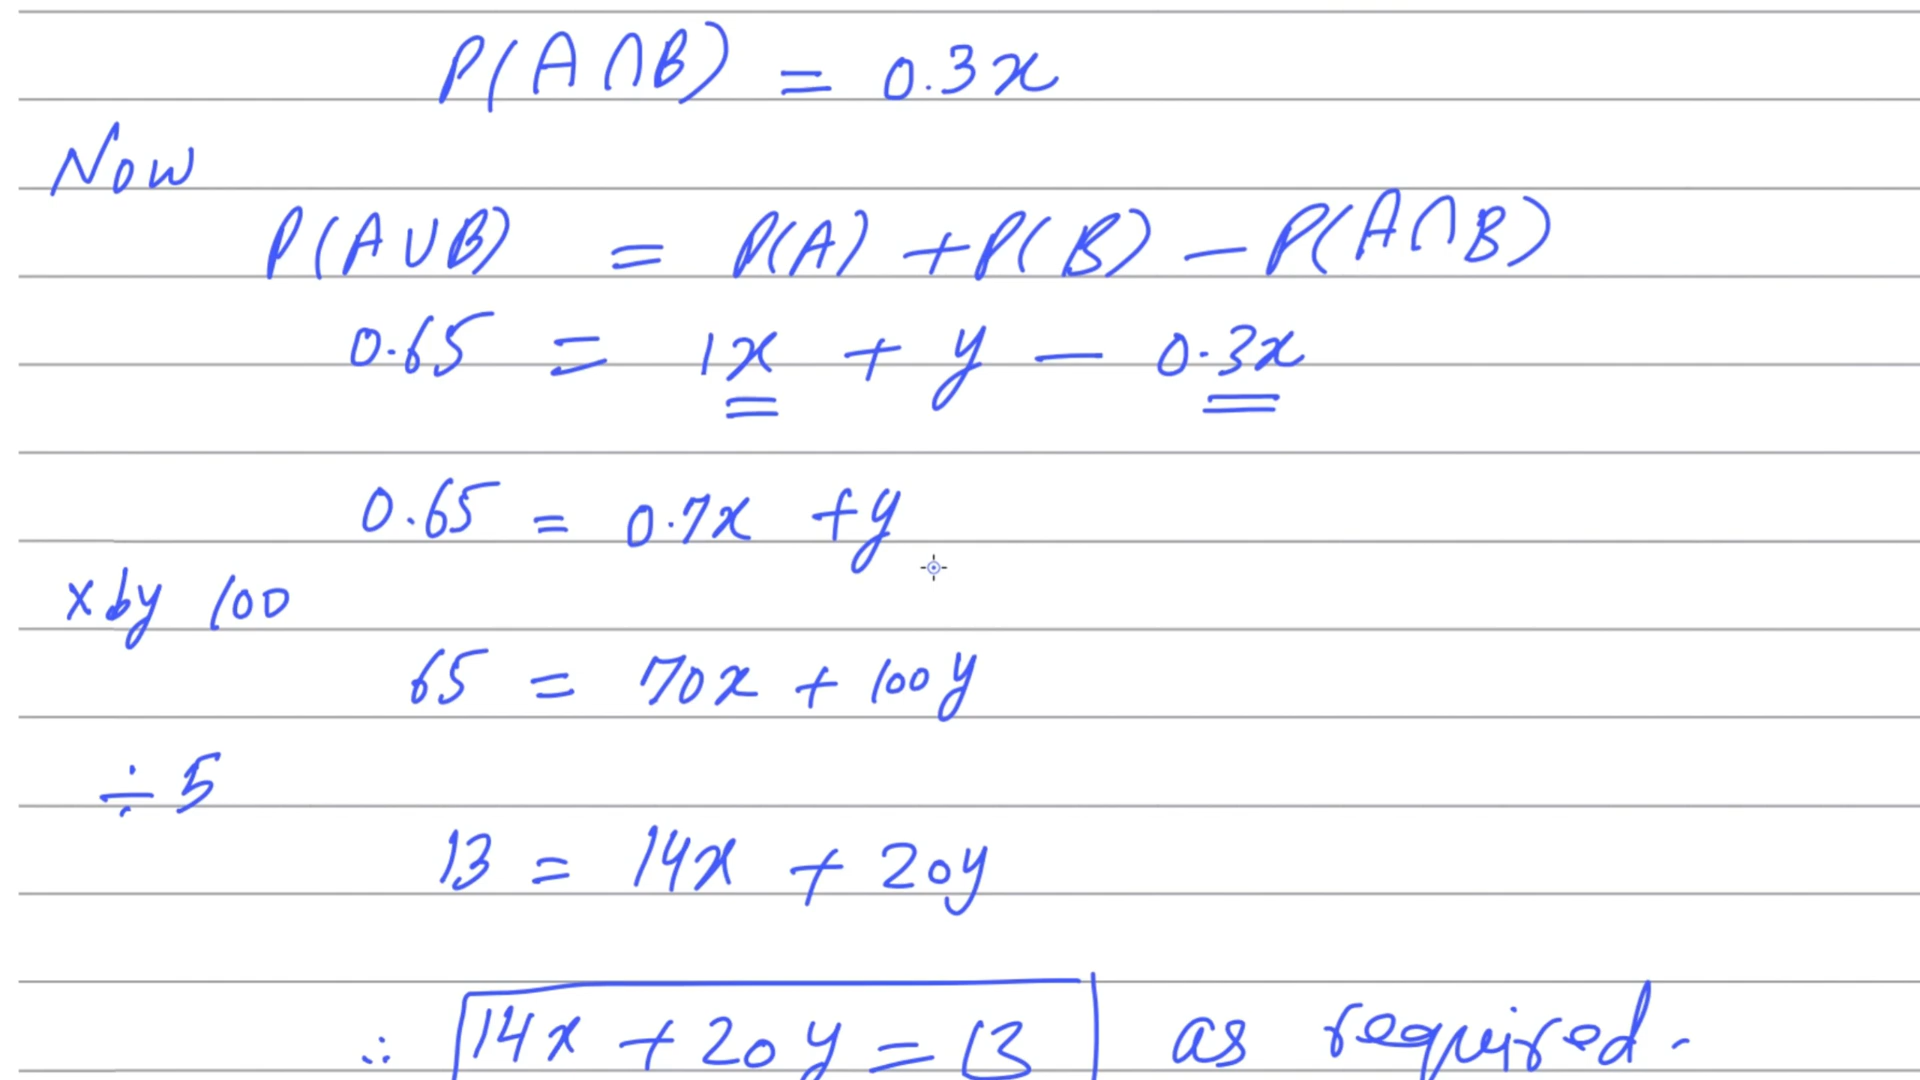 P(A∩B) = 0.3x
Now
P(A∪B) = P(A) + P(B) − P(A∩B)
0.65 = 1x + y − 0.3x
0.65 = 0.7x + y
× by 100
65 = 70x + 100y
÷ 5
13 = 14x + 20y
∴ 14x + 20y = 13 as required.